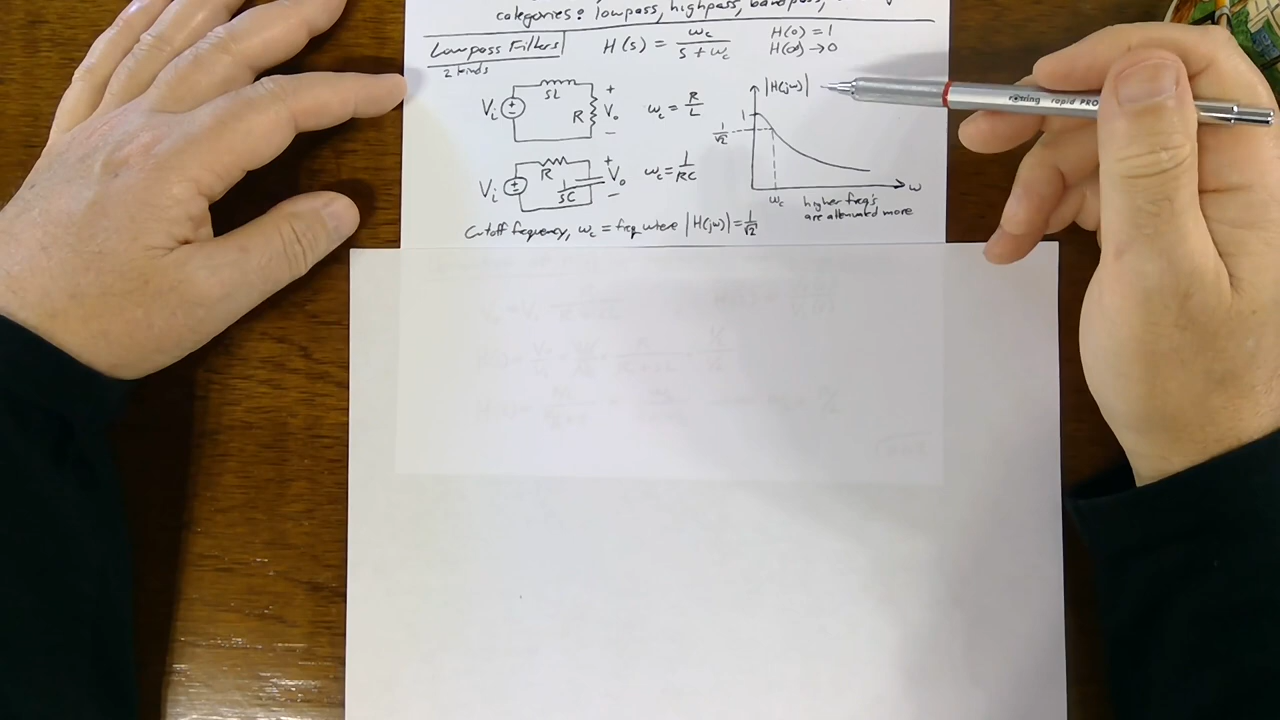 categories: lowpass, highpass, bandpass,
Lowpass Filters
2 kinds
H(s) = ωc / (s + ωc)
H(0) = 1
H(∞) → 0
Vi
SL
R
+
Vo
−
ωc = R/L
|H(jω)|
1
1/√2
ωc
ω
higher freq's
are attenuated more
Vi
R
1/SC
+
Vo
−
ωc = 1/RC
Cutoff frequency, ωc = freq where |H(jω)| = 1/√2
rotring rapid PRO